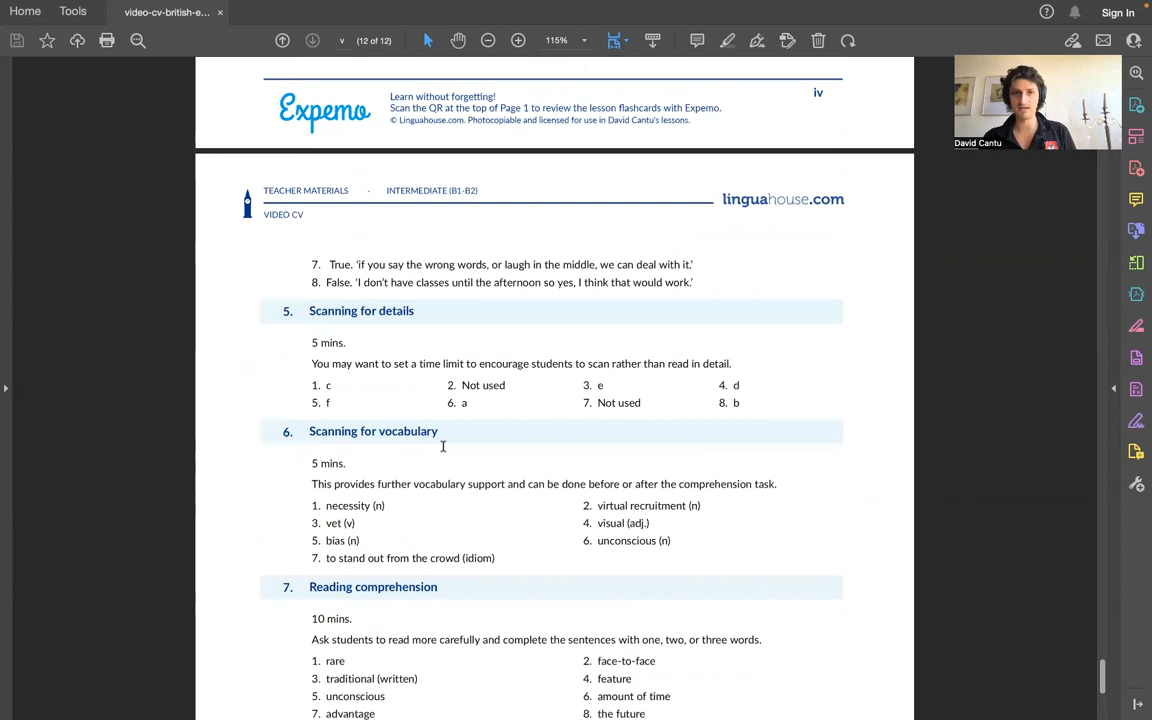 Home Tools video-cv-british-e... × Sign In
(12 of 12) 115%
David Cantu
Expemo
Learn without forgetting!
Scan the QR at the top of Page 1 to review the lesson flashcards with Expemo.
© Linguahouse.com. Photocopiable and licensed for use in David Cantu's lessons.
iv
TEACHER MATERIALS · INTERMEDIATE (B1-B2)
linguahouse.com
VIDEO CV
7. True. 'if you say the wrong words, or laugh in the middle, we can deal with it.'
8. False. 'I don't have classes until the afternoon so yes, I think that would work.'
5. Scanning for details
5 mins.
You may want to set a time limit to encourage students to scan rather than read in detail.
1. c 2. Not used 3. e 4. d
5. f 6. a 7. Not used 8. b
6. Scanning for vocabulary
5 mins.
This provides further vocabulary support and can be done before or after the comprehension task.
1. necessity (n) 2. virtual recruitment (n)
3. vet (v) 4. visual (adj.)
5. bias (n) 6. unconscious (n)
7. to stand out from the crowd (idiom)
7. Reading comprehension
10 mins.
Ask students to read more carefully and complete the sentences with one, two, or three words.
1. rare 2. face-to-face
3. traditional (written) 4. feature
5. unconscious 6. amount of time
7. advantage 8. the future